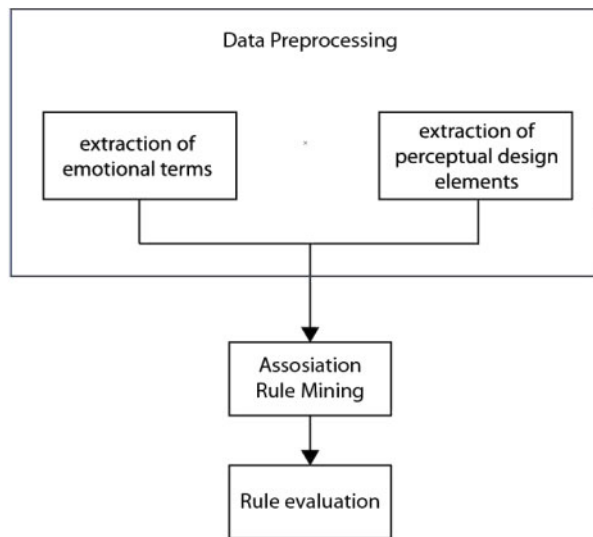 Data Preprocessing
extraction of
emotional terms
extraction of
perceptual design
elements
Assosiation
Rule Mining
Rule evaluation